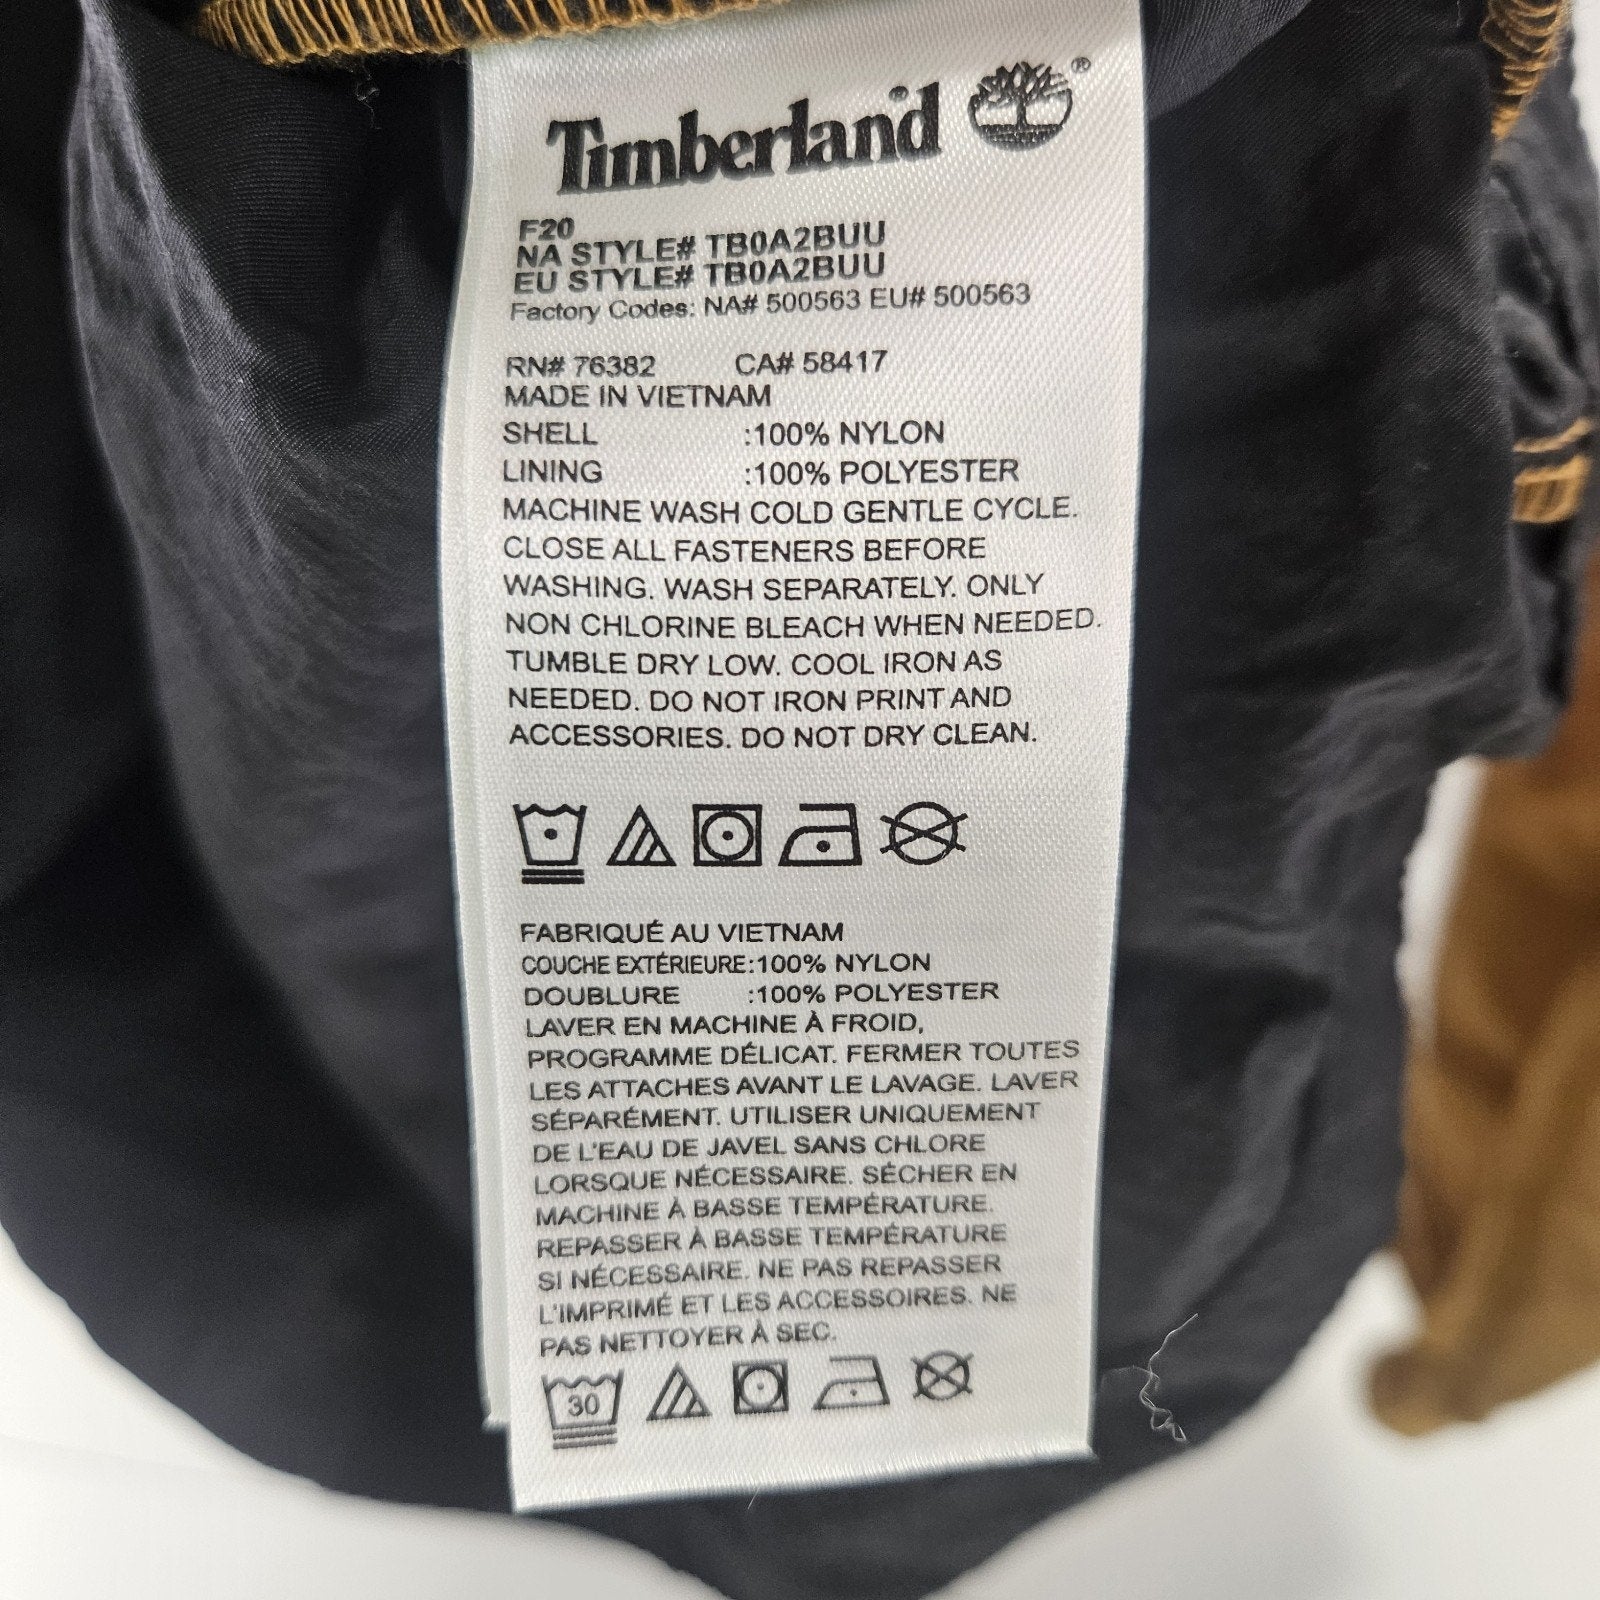 Timberland®
®
F20
NA STYLE# TB0A2BUU
EU STYLE# TB0A2BUU
Factory Codes: NA# 500563 EU# 500563
RN# 76382 CA# 58417
MADE IN VIETNAM
SHELL :100% NYLON
LINING :100% POLYESTER
MACHINE WASH COLD GENTLE CYCLE.
CLOSE ALL FASTENERS BEFORE
WASHING. WASH SEPARATELY. ONLY
NON CHLORINE BLEACH WHEN NEEDED.
TUMBLE DRY LOW. COOL IRON AS
NEEDED. DO NOT IRON PRINT AND
ACCESSORIES. DO NOT DRY CLEAN.
FABRIQUÉ AU VIETNAM
COUCHE EXTÉRIEURE:100% NYLON
DOUBLURE :100% POLYESTER
LAVER EN MACHINE À FROID,
PROGRAMME DÉLICAT. FERMER TOUTES
LES ATTACHES AVANT LE LAVAGE. LAVER
SÉPARÉMENT. UTILISER UNIQUEMENT
DE L'EAU DE JAVEL SANS CHLORE
LORSQUE NÉCESSAIRE. SÉCHER EN
MACHINE À BASSE TEMPÉRATURE.
REPASSER À BASSE TEMPÉRATURE
SI NÉCESSAIRE. NE PAS REPASSER
L'IMPRIMÉ ET LES ACCESSOIRES. NE
PAS NETTOYER À SEC.
30